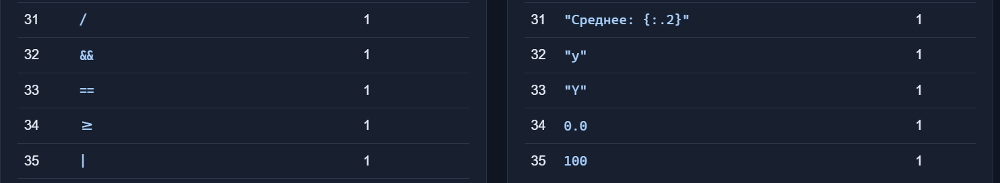 31 / 1
32 && 1
33 == 1
34 ≥ 1
35 | 1
31 "Среднее: {:.2}" 1
32 "y" 1
33 "Y" 1
34 0.0 1
35 100 1